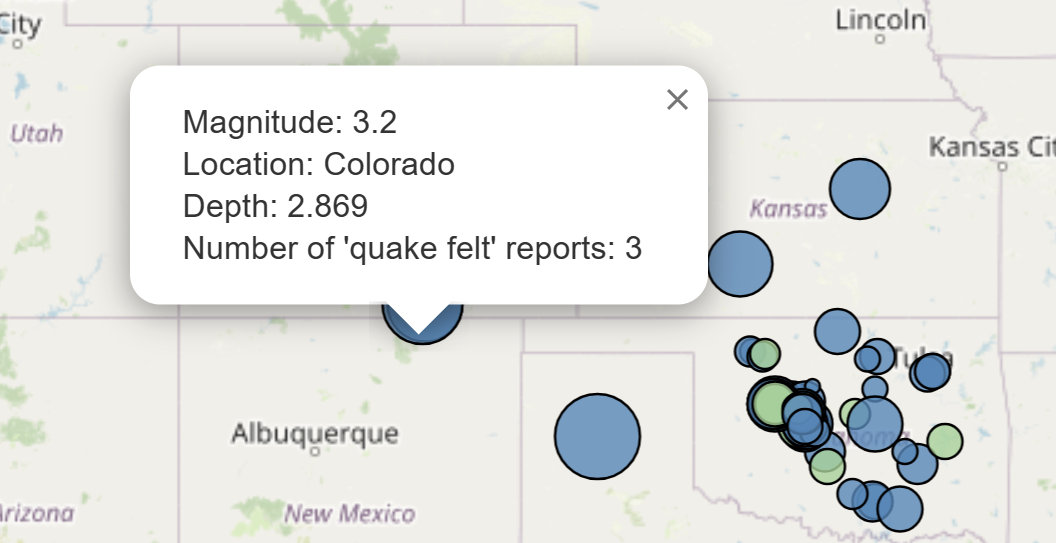 City
Lincoln
Utah
Magnitude: 3.2
Location: Colorado
Depth: 2.869
Number of 'quake felt' reports: 3
Kansas Cit
Kansas
Tulsa
Albuquerque
ahoma
Arizona
New Mexico